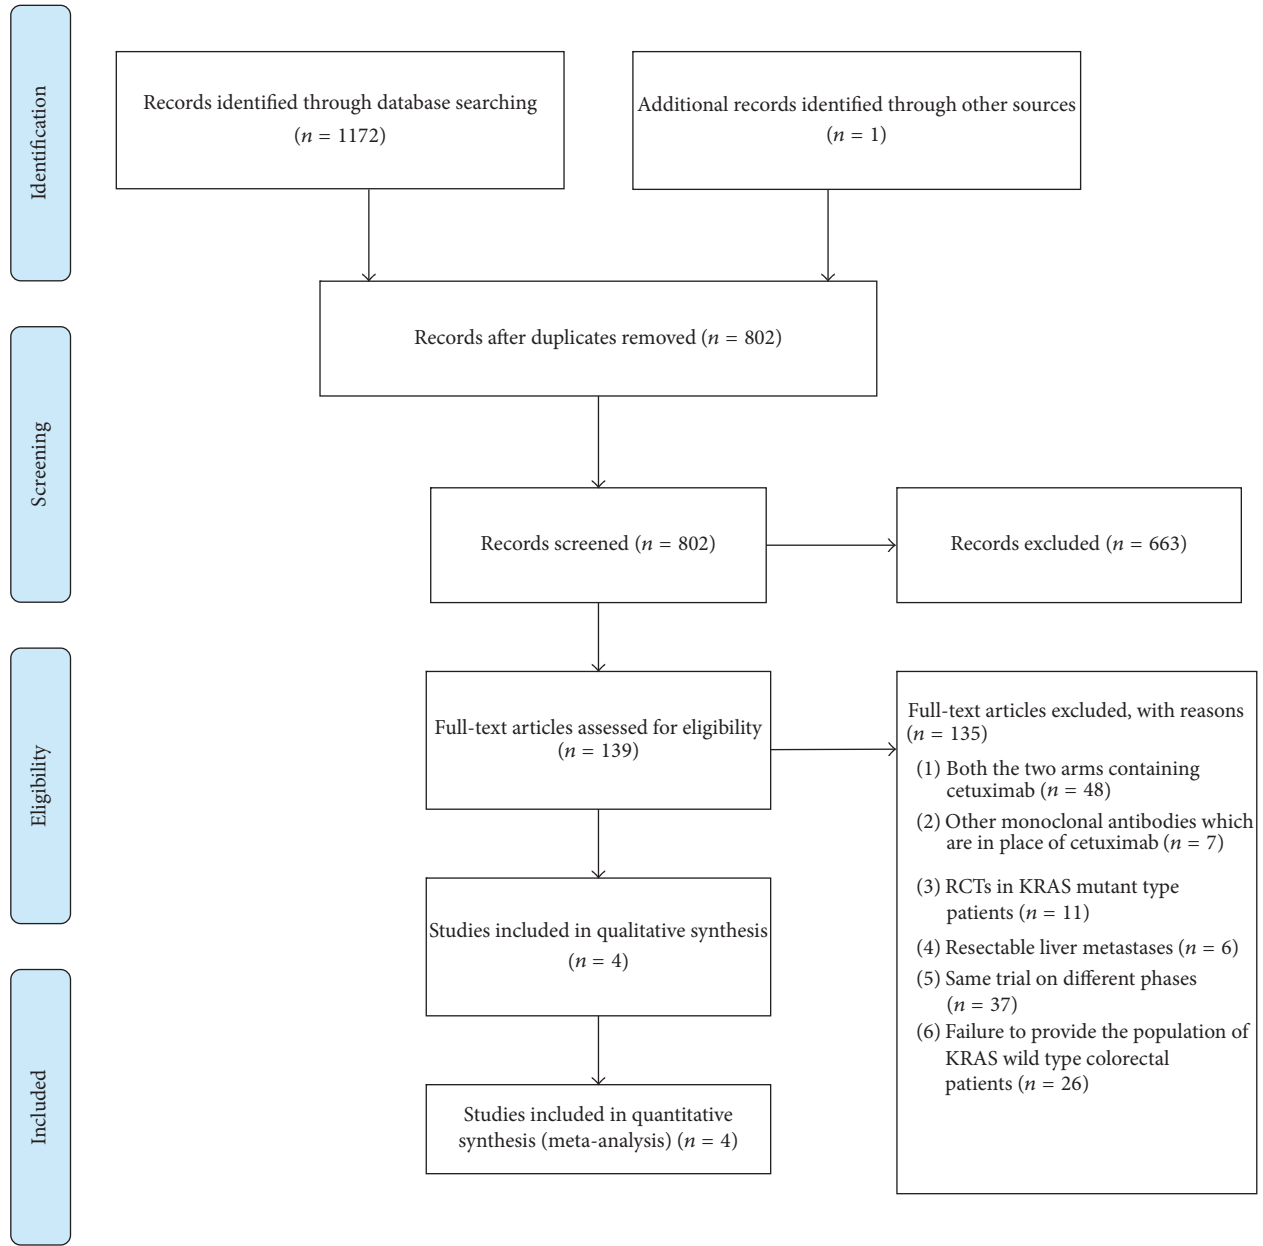 Identification
Records identified through database searching
(n = 1172)
Additional records identified through other sources
(n = 1)
Records after duplicates removed (n = 802)
Screening
Records screened (n = 802)
Records excluded (n = 663)
Eligibility
Full-text articles assessed for eligibility
(n = 139)
Full-text articles excluded, with reasons
(n = 135)
(1) Both the two arms containing
cetuximab (n = 48)
(2) Other monoclonal antibodies which
are in place of cetuximab (n = 7)
(3) RCTs in KRAS mutant type
patients (n = 11)
(4) Resectable liver metastases (n = 6)
(5) Same trial on different phases
(n = 37)
(6) Failure to provide the population of
KRAS wild type colorectal
patients (n = 26)
Studies included in qualitative synthesis
(n = 4)
Included
Studies included in quantitative
synthesis (meta-analysis) (n = 4)